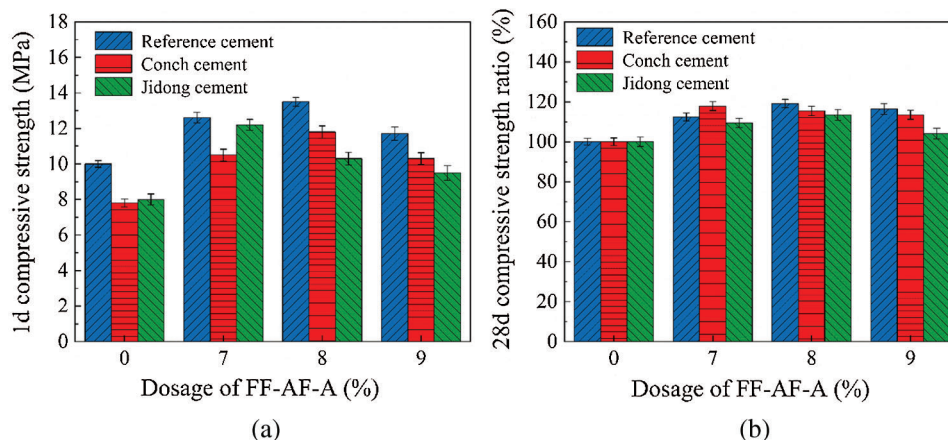 1d compressive strength (MPa)
18
16
14
12
10
8
6
4
2
0
Reference cement
Conch cement
Jidong cement
0 7 8 9
Dosage of FF-AF-A (%)
(a)
28d compressive strength ratio (%)
160
140
120
100
80
60
40
20
0
Reference cement
Conch cement
Jidong cement
0 7 8 9
Dosage of FF-AF-A (%)
(b)